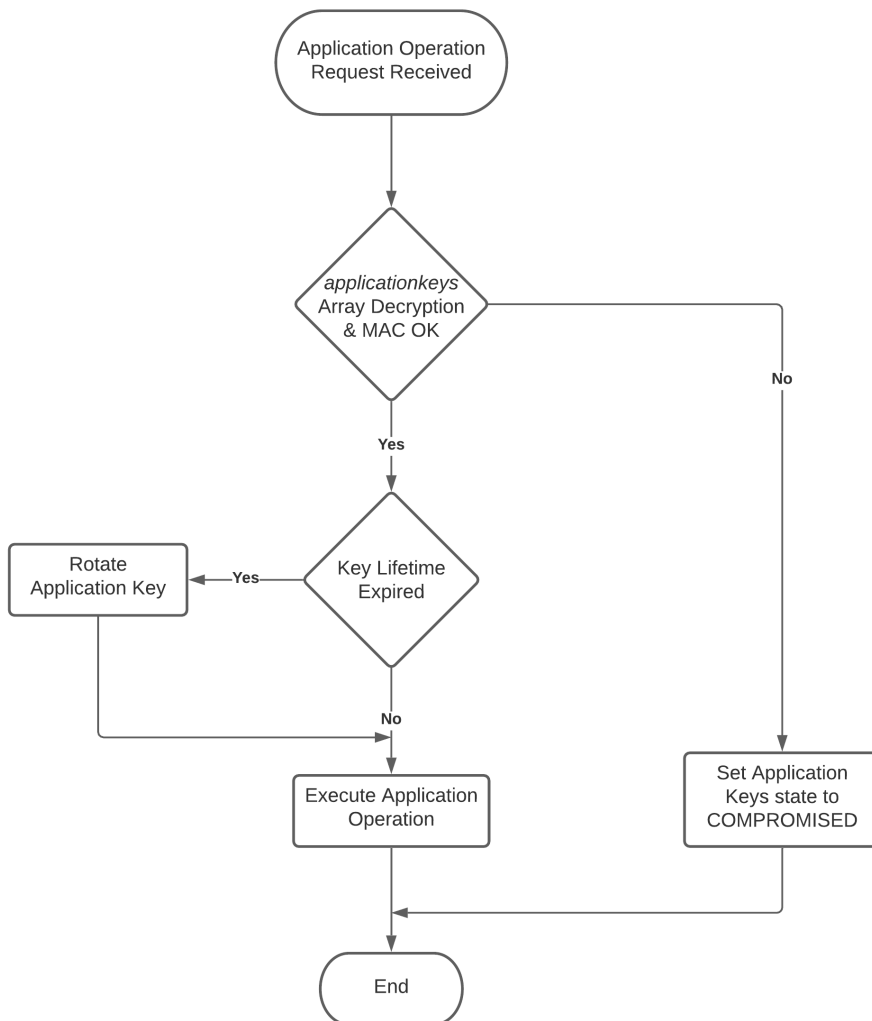 Application Operation
Request Received
applicationkeys
Array Decryption
& MAC OK
No
Yes
Rotate
Application Key
Yes
Key Lifetime
Expired
No
Execute Application
Operation
Set Application
Keys state to
COMPROMISED
End